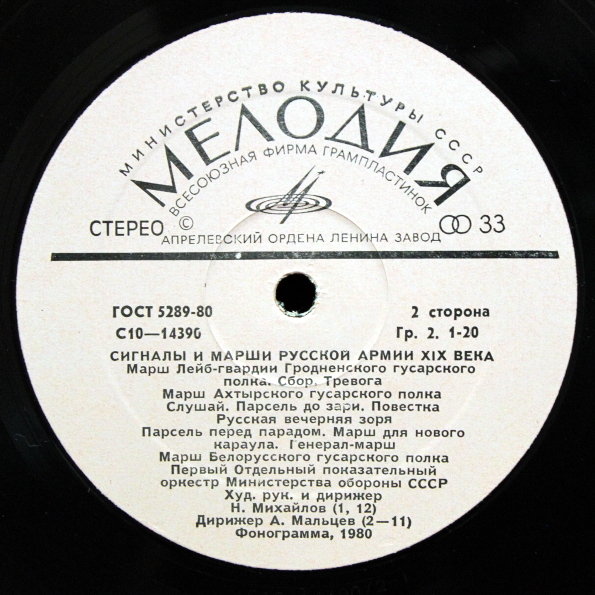 МИНИСТЕРСТВО КУЛЬТУРЫ СССР
МЕЛОДИЯ
ВСЕСОЮЗНАЯ ФИРМА ГРАМПЛАСТИНОК
СТЕРЕО © 33
АПРЕЛЕВСКИЙ ОРДЕНА ЛЕНИНА ЗАВОД
ГОСТ 5289-80 2 сторона
С10—14390 Гр. 2. 1-20
СИГНАЛЫ И МАРШИ РУССКОЙ АРМИИ XIX ВЕКА
Марш Лейб-гвардии Гродненского гусарского
полка. Сбор, Тревога
Марш Ахтырского гусарского полка
Слушай. Парсель до зари. Повестка
Русская вечерняя зоря
Парсель перед парадом. Марш для нового
караула. Генерал-марш
Марш Белорусского гусарского полка
Первый Отдельный показательный
оркестр Министерства обороны СССР
Худ. рук. и дирижер
Н. Михайлов (1, 12)
Дирижер А. Мальцев (2—11)
Фонограмма, 1980